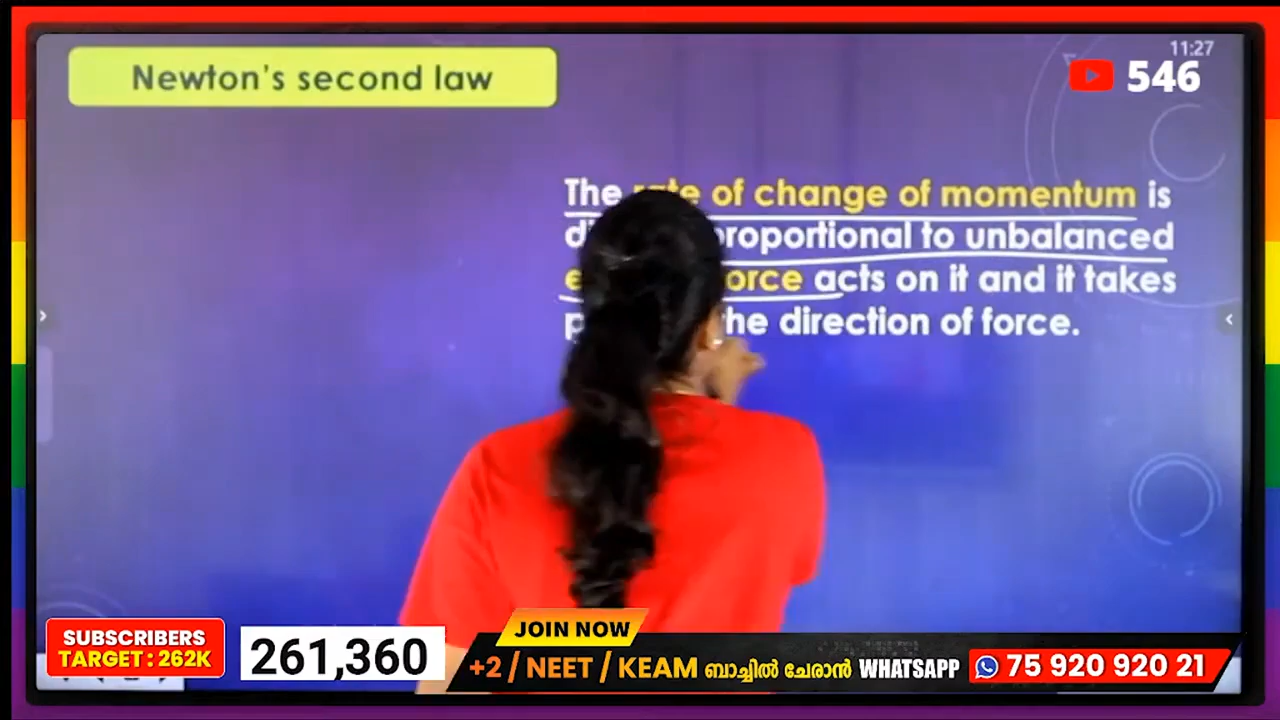 Newton's second law
11:27
546
The of change of momentum is
proportional to unbalanced
acts on it and it takes
the direction of force.
SUBSCRIBERS
TARGET : 262K
261,360
JOIN NOW
+2 / NEET / KEAM ബാച്ചിൽ ചേരാൻ WHATSAPP
75 920 920 21